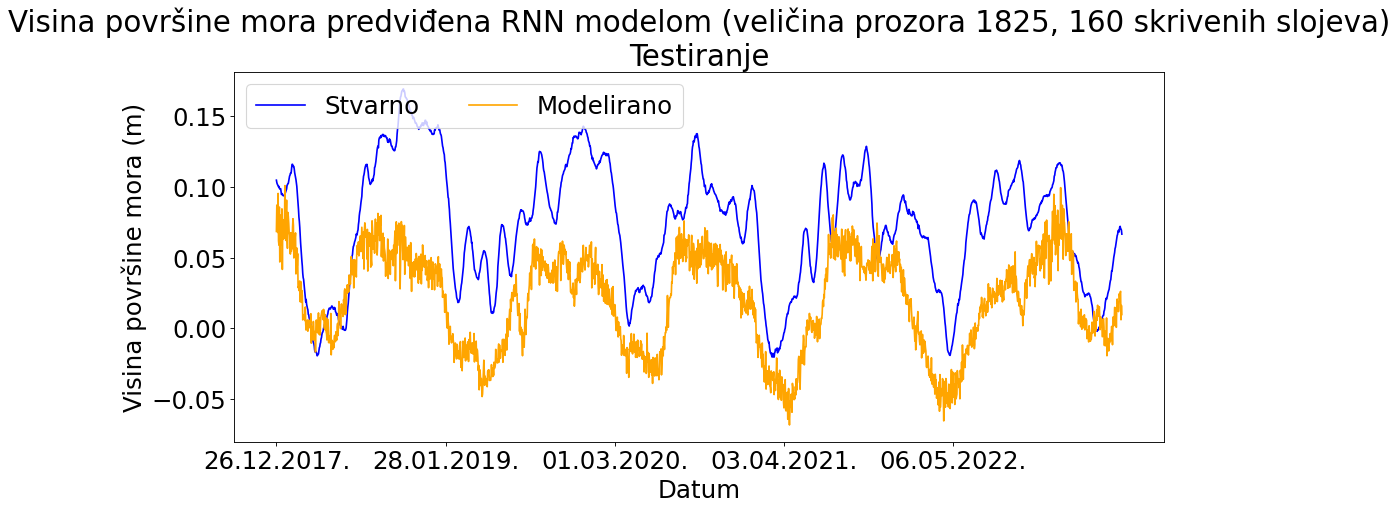 Visina površine mora predviđena RNN modelom (veličina prozora 1825, 160 skrivenih slojeva)
Testiranje
Stvarno Modelirano
Visina površine mora (m)
0.15
0.10
0.05
0.00
−0.05
26.12.2017. 28.01.2019. 01.03.2020. 03.04.2021. 06.05.2022.
Datum